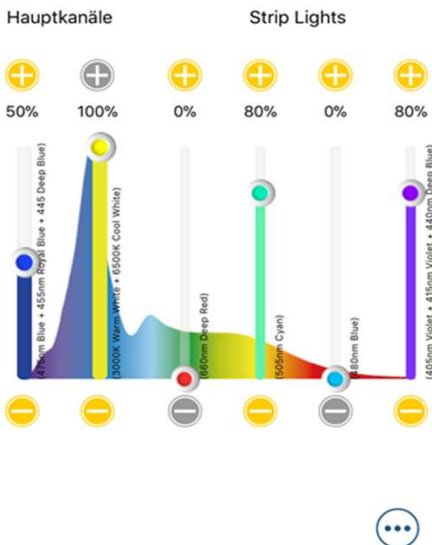 Hauptkanäle
Strip Lights
50%
100%
0%
80%
0%
80%
(475nm Blue + 455nm Royal Blue + 445 Deep Blue)
(3000K Warm White + 6500K Cool White)
(660nm Deep Red)
(505nm Cyan)
(480nm Blue)
(405nm Violet + 415nm Violet + 440nm Deep Blue)